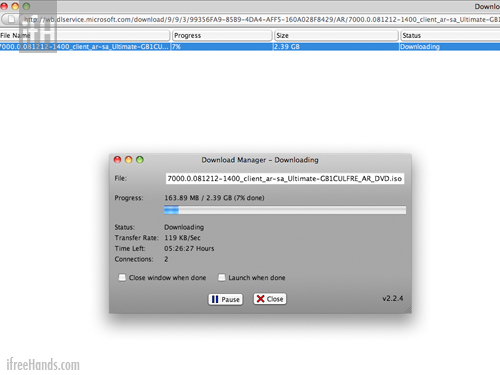 Downlo
http://wb.dlservice.microsoft.com/download/9/9/3/99356FA9-8589-4DA4-AFF5-160A028F8429/AR/7000.0.081212-1400_client_ar-sa_Ultimate-GB1
File Name Progress Size Status
7000.0.081212-1400_client_ar-sa_Ultimate-GB1CU... 7% 2.39 GB Downloading
Download Manager - Downloading
File: 7000.0.081212-1400_client_ar-sa_Ultimate-GB1CULFRE_AR_DVD.iso
Progress: 163.89 MB / 2.39 GB (7% done)
Status: Downloading
Transfer Rate: 119 KB/Sec
Time Left: 05:26:27 Hours
Connections: 2
Close window when done Launch when done
Pause Close v2.2.4
ifreeHands.com